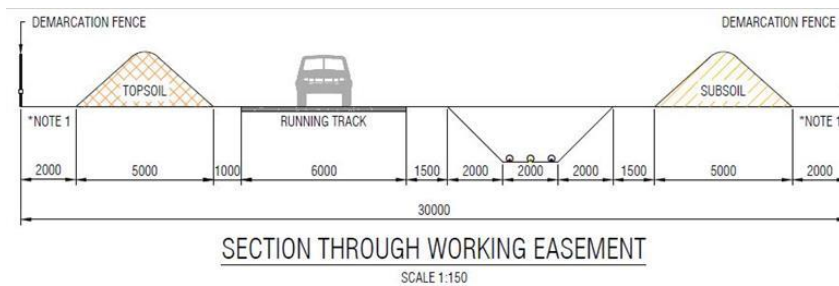 DEMARCATION FENCE
DEMARCATION FENCE
TOPSOIL
SUBSOIL
*NOTE 1
RUNNING TRACK
*NOTE 1
2000
5000
1000
6000
1500
2000
2000
2000
1500
5000
2000
30000
SECTION THROUGH WORKING EASEMENT
SCALE 1:150